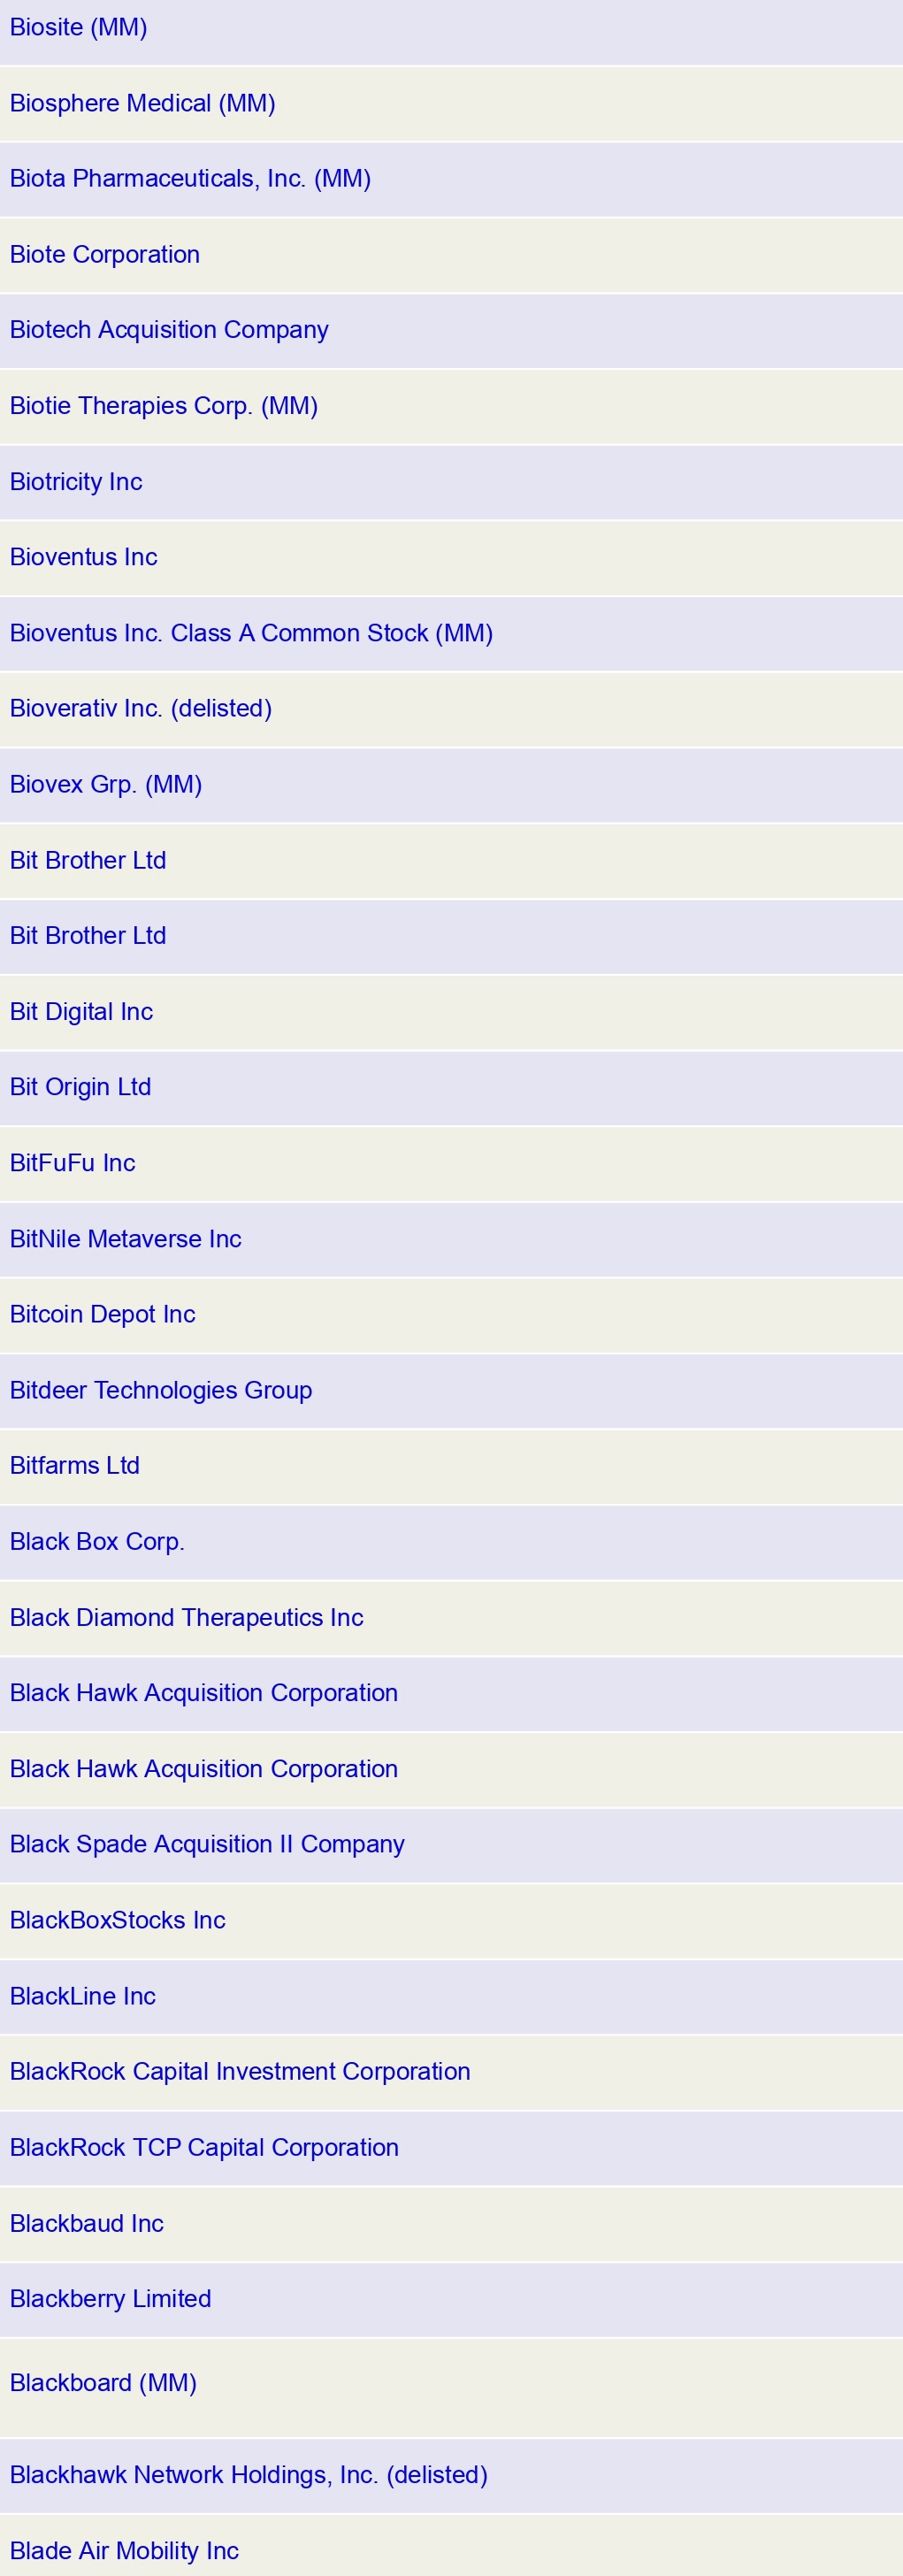 Biosite (MM)
Biosphere Medical (MM)
Biota Pharmaceuticals, Inc. (MM)
Biote Corporation
Biotech Acquisition Company
Biotie Therapies Corp. (MM)
Biotricity Inc
Bioventus Inc
Bioventus Inc. Class A Common Stock (MM)
Bioverativ Inc. (delisted)
Biovex Grp. (MM)
Bit Brother Ltd
Bit Brother Ltd
Bit Digital Inc
Bit Origin Ltd
BitFuFu Inc
BitNile Metaverse Inc
Bitcoin Depot Inc
Bitdeer Technologies Group
Bitfarms Ltd
Black Box Corp.
Black Diamond Therapeutics Inc
Black Hawk Acquisition Corporation
Black Hawk Acquisition Corporation
Black Spade Acquisition II Company
BlackBoxStocks Inc
BlackLine Inc
BlackRock Capital Investment Corporation
BlackRock TCP Capital Corporation
Blackbaud Inc
Blackberry Limited
Blackboard (MM)
Blackhawk Network Holdings, Inc. (delisted)
Blade Air Mobility Inc